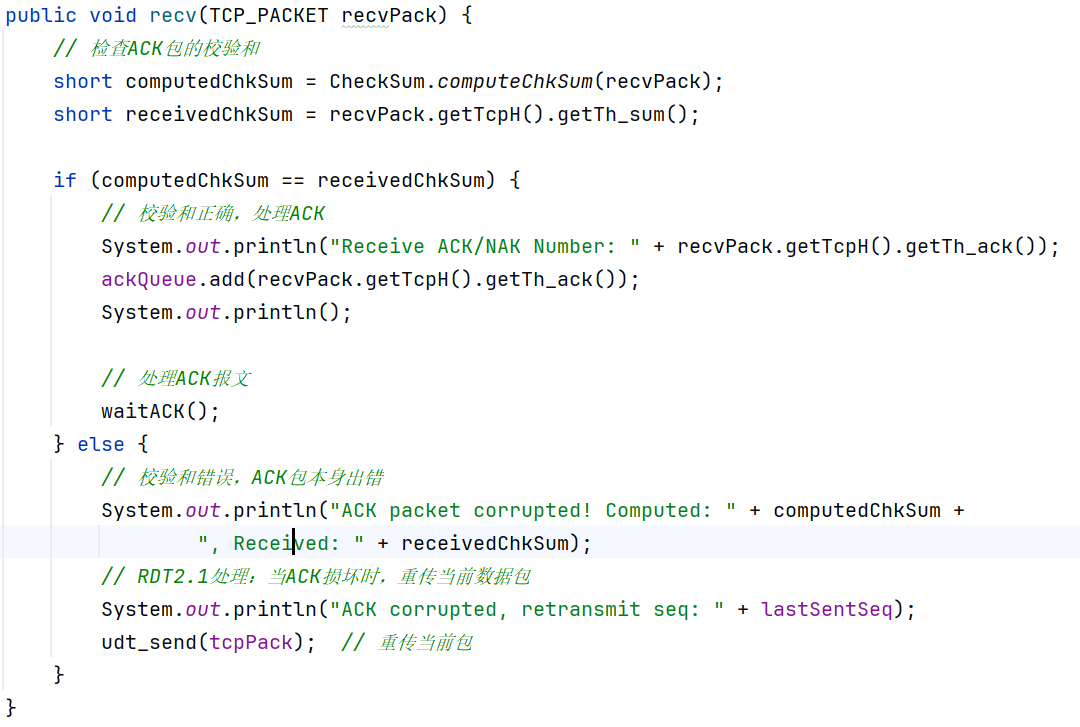 public void recv(TCP_PACKET recvPack) {
// 检查ACK包的校验和
short computedChkSum = CheckSum.computeChkSum(recvPack);
short receivedChkSum = recvPack.getTcpH().getTh_sum();
if (computedChkSum == receivedChkSum) {
// 校验和正确，处理ACK
System.out.println("Receive ACK/NAK Number: " + recvPack.getTcpH().getTh_ack());
ackQueue.add(recvPack.getTcpH().getTh_ack());
System.out.println();
// 处理ACK报文
waitACK();
} else {
// 校验和错误，ACK包本身出错
System.out.println("ACK packet corrupted! Computed: " + computedChkSum +
", Received: " + receivedChkSum);
// RDT2.1处理：当ACK损坏时，重传当前数据包
System.out.println("ACK corrupted, retransmit seq: " + lastSentSeq);
udt_send(tcpPack);  // 重传当前包
}
}